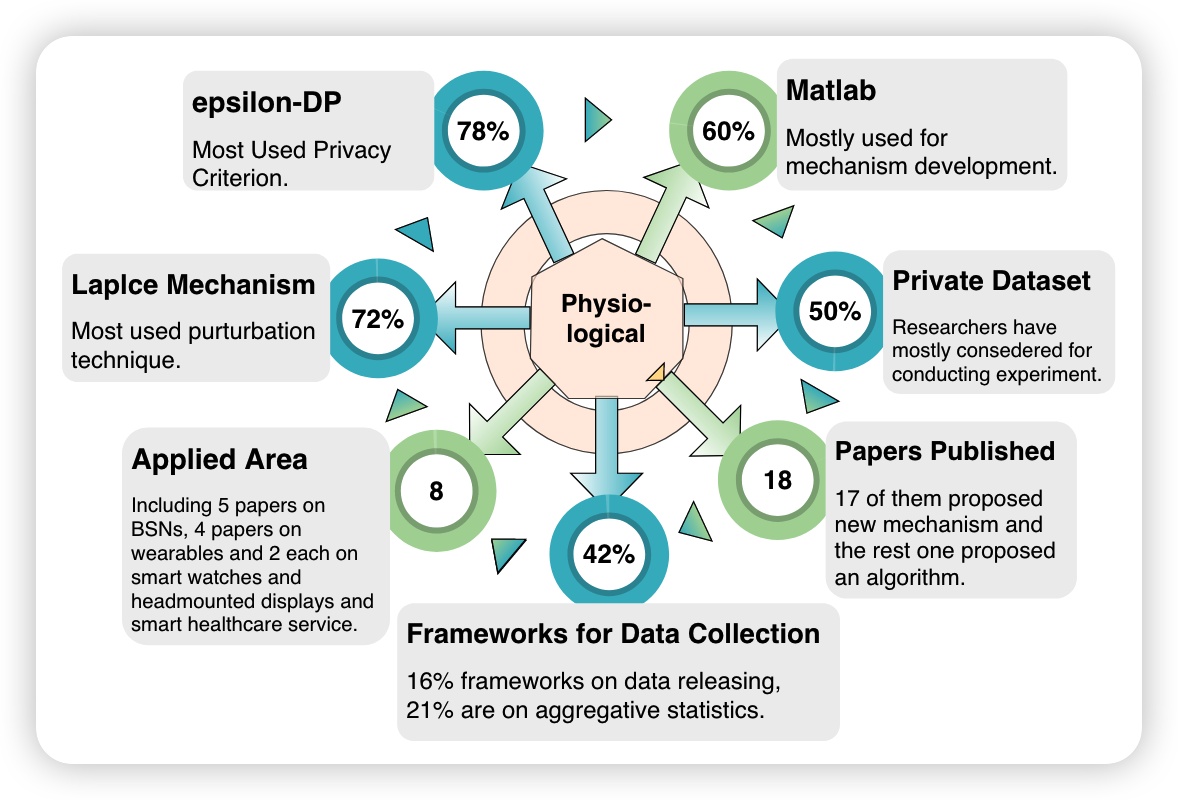 epsilon-DP
Most Used Privacy
Criterion.
78%
60%
Matlab
Mostly used for
mechanism development.
Laplce Mechanism
Most used purturbation
technique.
72%
Physio-
logical
50%
Private Dataset
Researchers have
mostly consedered for
conducting experiment.
Applied Area
Including 5 papers on
BSNs, 4 papers on
wearables and 2 each on
smart watches and
headmounted displays and
smart healthcare service.
8
18
Papers Published
17 of them proposed
new mechanism and
the rest one proposed
an algorithm.
42%
Frameworks for Data Collection
16% frameworks on data releasing,
21% are on aggregative statistics.